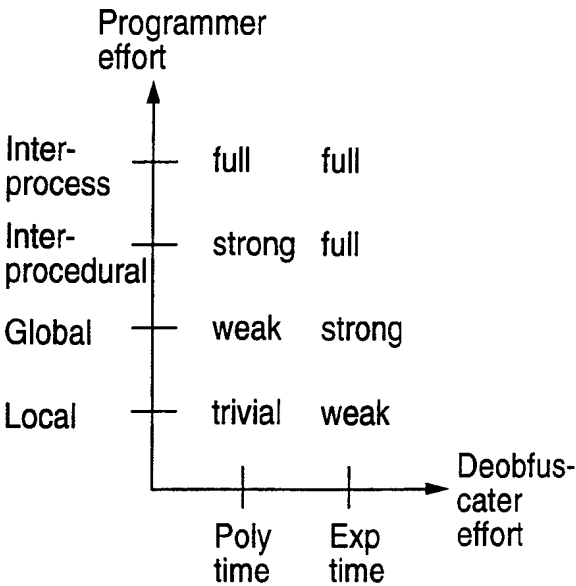 Programmer
effort
Inter-
process
full full
Inter-
procedural
strong full
Global weak strong
Local trivial weak
Deobfus-
cater
effort
Poly Exp
time time